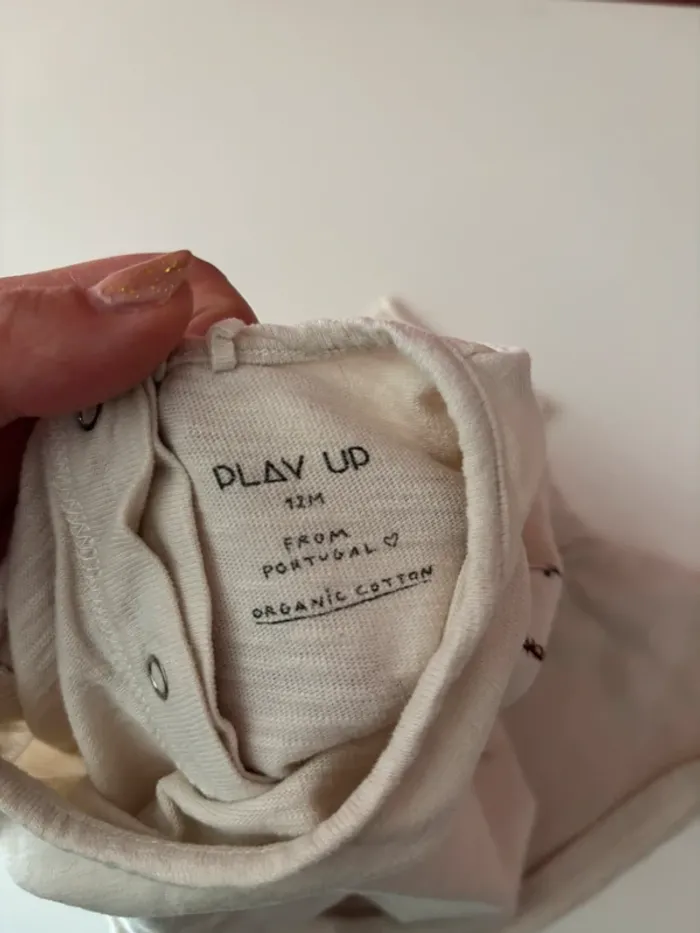 PLAY UP
12M
FROM
PORTUGAL ♡
ORGANIC COTTON